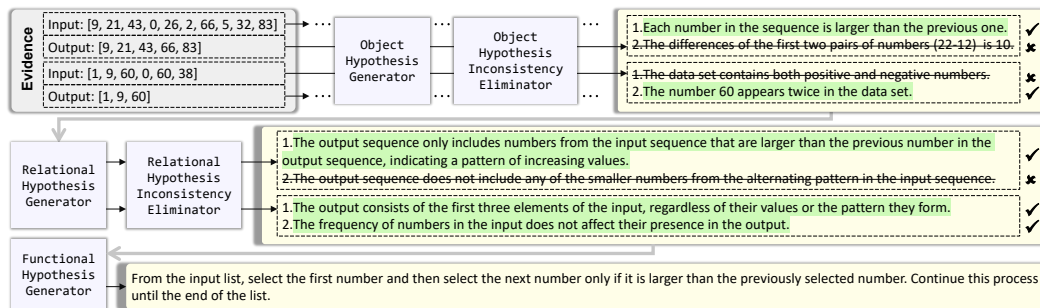 Evidence
Input: [9, 21, 43, 0, 26, 2, 66, 5, 32, 83]
Output: [9, 21, 43, 66, 83]
Input: [1, 9, 60, 0, 60, 38]
Output: [1, 9, 60]
...
...
Object
Hypothesis
Generator
Object
Hypothesis
Inconsistency
Eliminator
...
...
1.Each number in the sequence is larger than the previous one. ✓
2.The differences of the first two pairs of numbers (22-12) is 10. ✘
1.The data set contains both positive and negative numbers. ✘
2.The number 60 appears twice in the data set. ✓
Relational
Hypothesis
Generator
Relational
Hypothesis
Inconsistency
Eliminator
1.The output sequence only includes numbers from the input sequence that are larger than the previous number in the
output sequence, indicating a pattern of increasing values. ✓
2.The output sequence does not include any of the smaller numbers from the alternating pattern in the input sequence. ✘
1.The output consists of the first three elements of the input, regardless of their values or the pattern they form. ✓
2.The frequency of numbers in the input does not affect their presence in the output. ✓
Functional
Hypothesis
Generator
From the input list, select the first number and then select the next number only if it is larger than the previously selected number. Continue this process
until the end of the list.